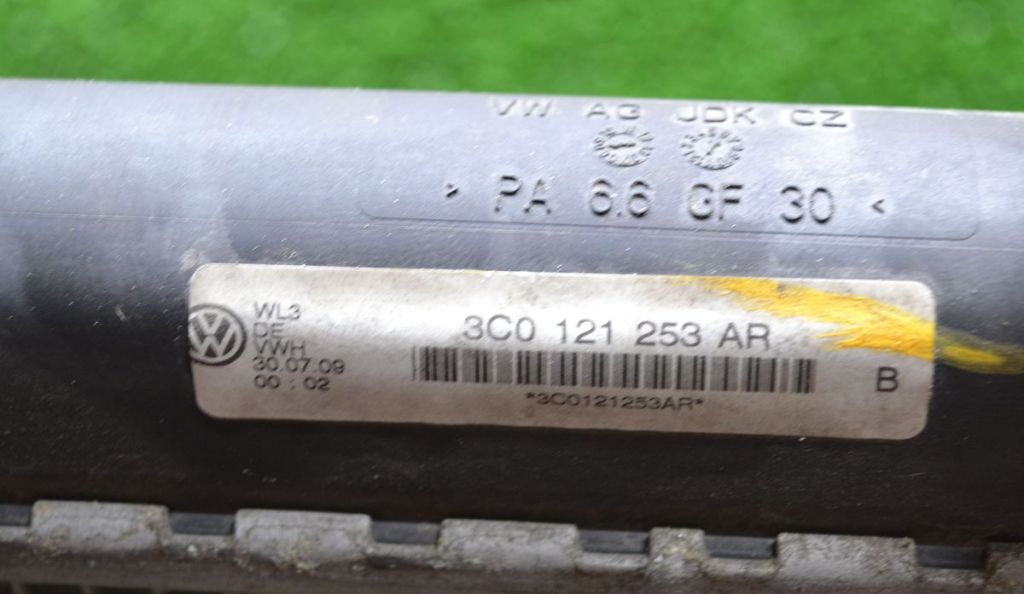 VW AG JDK CZ
> PA 6.6 GF 30 <
WL3
DE
VWH
30.07.09
00:02
3C0 121 253 AR
*3C0121253AR*
B